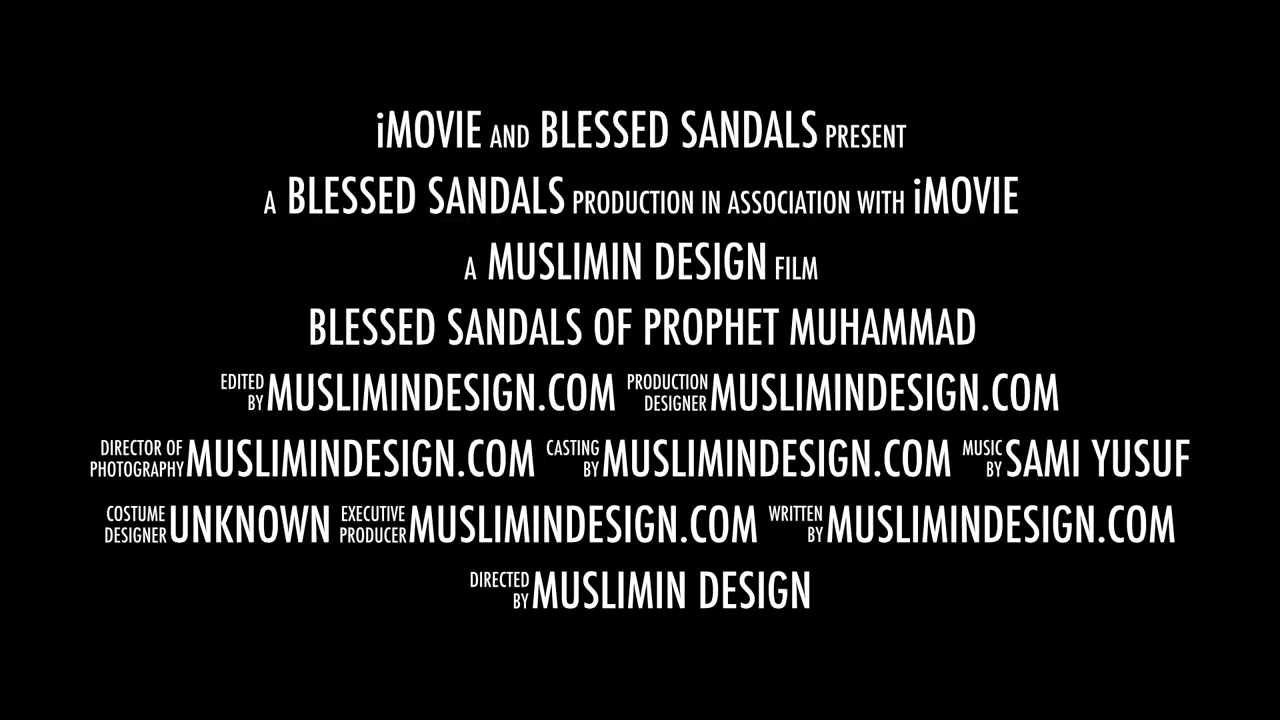 iMOVIE AND BLESSED SANDALS PRESENT
A BLESSED SANDALS PRODUCTION IN ASSOCIATION WITH iMOVIE
A MUSLIMIN DESIGN FILM
BLESSED SANDALS OF PROPHET MUHAMMAD
EDITED BY MUSLIMINDESIGN.COM PRODUCTION DESIGNER MUSLIMINDESIGN.COM
DIRECTOR OF PHOTOGRAPHY MUSLIMINDESIGN.COM CASTING BY MUSLIMINDESIGN.COM MUSIC BY SAMI YUSUF
COSTUME DESIGNER UNKNOWN EXECUTIVE PRODUCER MUSLIMINDESIGN.COM WRITTEN BY MUSLIMINDESIGN.COM
DIRECTED BY MUSLIMIN DESIGN